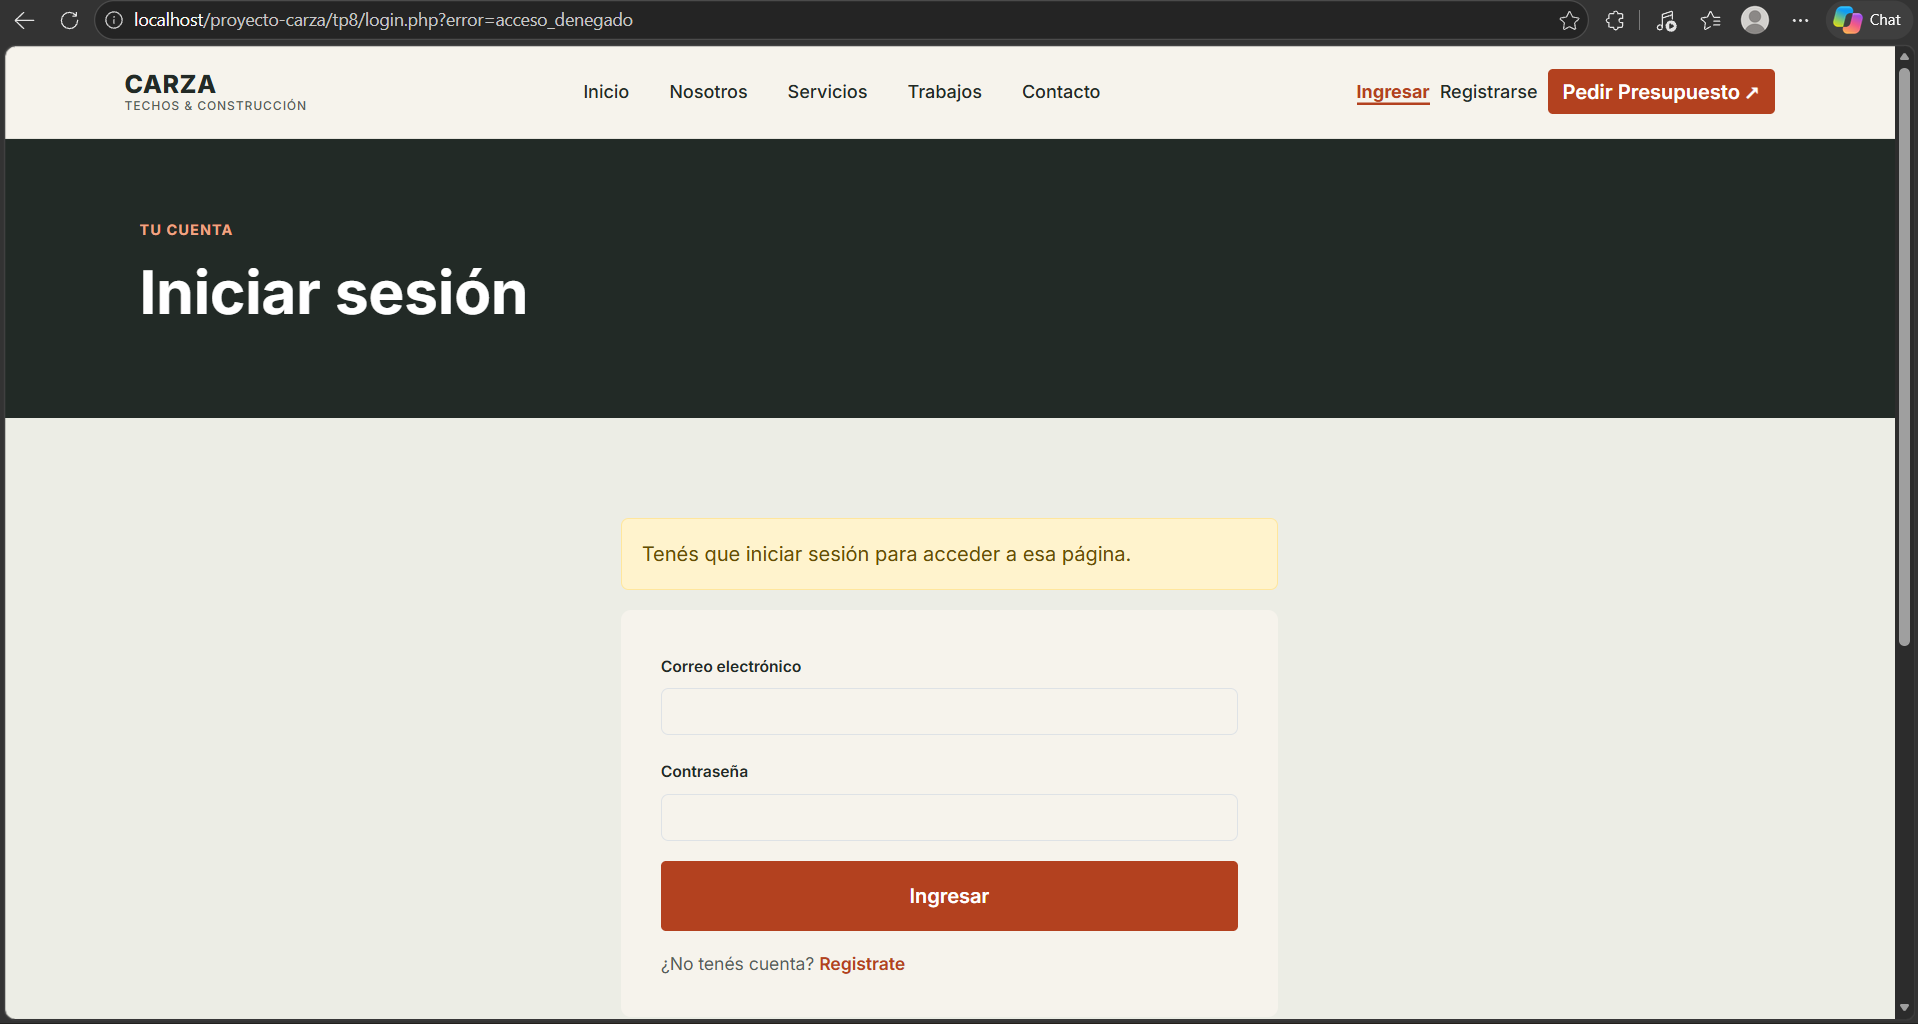 localhost/proyecto-carza/tp8/login.php?error=acceso_denegado
Chat
CARZA
TECHOS & CONSTRUCCIÓN
Inicio
Nosotros
Servicios
Trabajos
Contacto
Ingresar
Registrarse
Pedir Presupuesto ↗
TU CUENTA
Iniciar sesión
Tenés que iniciar sesión para acceder a esa página.
Correo electrónico
Contraseña
Ingresar
¿No tenés cuenta? Registrate